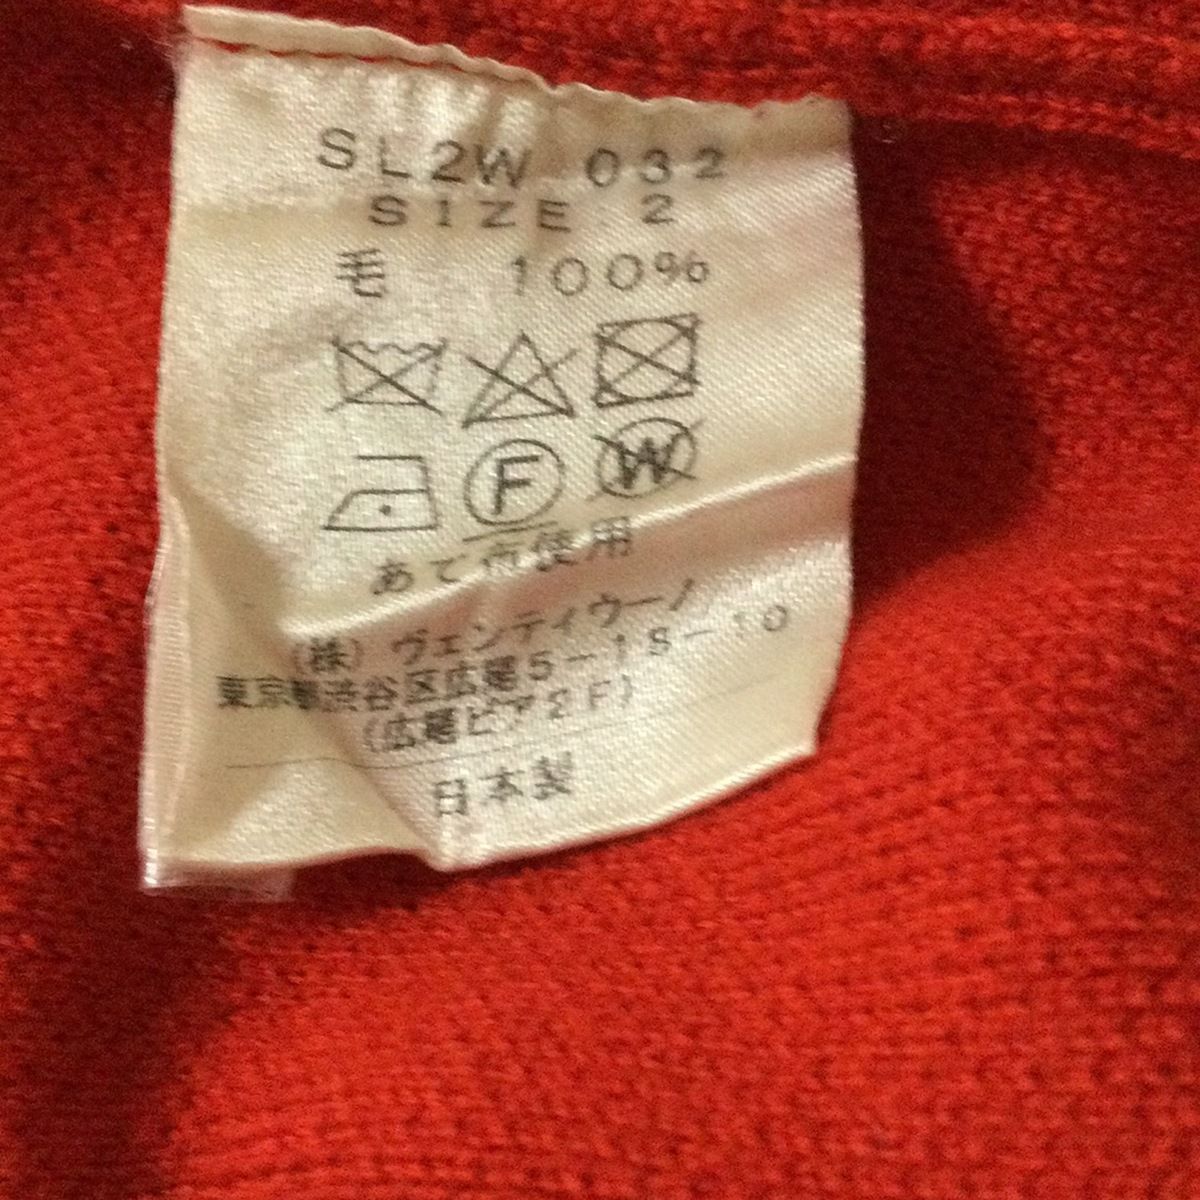 SL2W 032
SIZE 2
毛 100%
F W
あて布使用
(株)ヴェンティウーノ
東京都渋谷区広尾5-18-10
(広尾ピア2F)
日本製